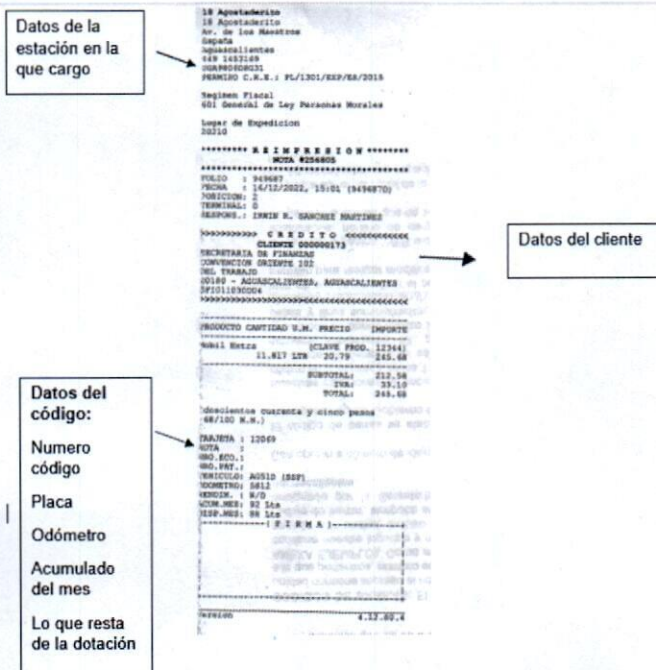 Datos de la
estación en la
que cargo
18 Agostaderito
18 Agostaderito
Av. de los Maestros
España
Aguascalientes
449 1453169
PERMISO C.R.E.: PL/1301/EXP/ES/2015
Regimen Fiscal
601 General de Ley Personas Morales
Lugar de Expedicion
20210
********* R E I M P R E S I O N ********
NOTA #256805
FOLIO : 949687
FECHA : 16/12/2022, 15:01 (949687D)
POSICION: 2
TERMINAL: 0
RESPONS.: IRWIN R. SANCHEZ MARTINEZ
>>>>>>>>>>> C R E D I T O <<<<<<<<<<<<
CLIENTE 000000173
SECRETARIA DE FINANZAS
CONVENCION ORIENTE 102
DEL TRABAJO
20180 - AGUASCALIENTES, AGUASCALIENTES
SFI011030DU4
Datos del cliente
PRODUCTO CANTIDAD U.M. PRECIO IMPORTE
Mobil Extra (CLAVE PROD. 12364)
11.817 LTR 20.79 245.68
SUBTOTAL: 212.58
IVA: 33.10
TOTAL: 245.68
(doscientos cuarenta y cinco pesos
68/100 M.N.)
TARJETA : 12069
NOTA :
NRO.ECO.:
NRO.PAT.:
VEHICULO: AG51D (SSP)
ODOMETRO: 5812
RENDIM. : N/D
ACUM.MES: 92 Lts
DISP.MES: 88 Lts
( F I R M A )
Version 4.12.80.4
Datos del
código:
Numero
código
Placa
Odómetro
Acumulado
del mes
Lo que resta
de la dotación